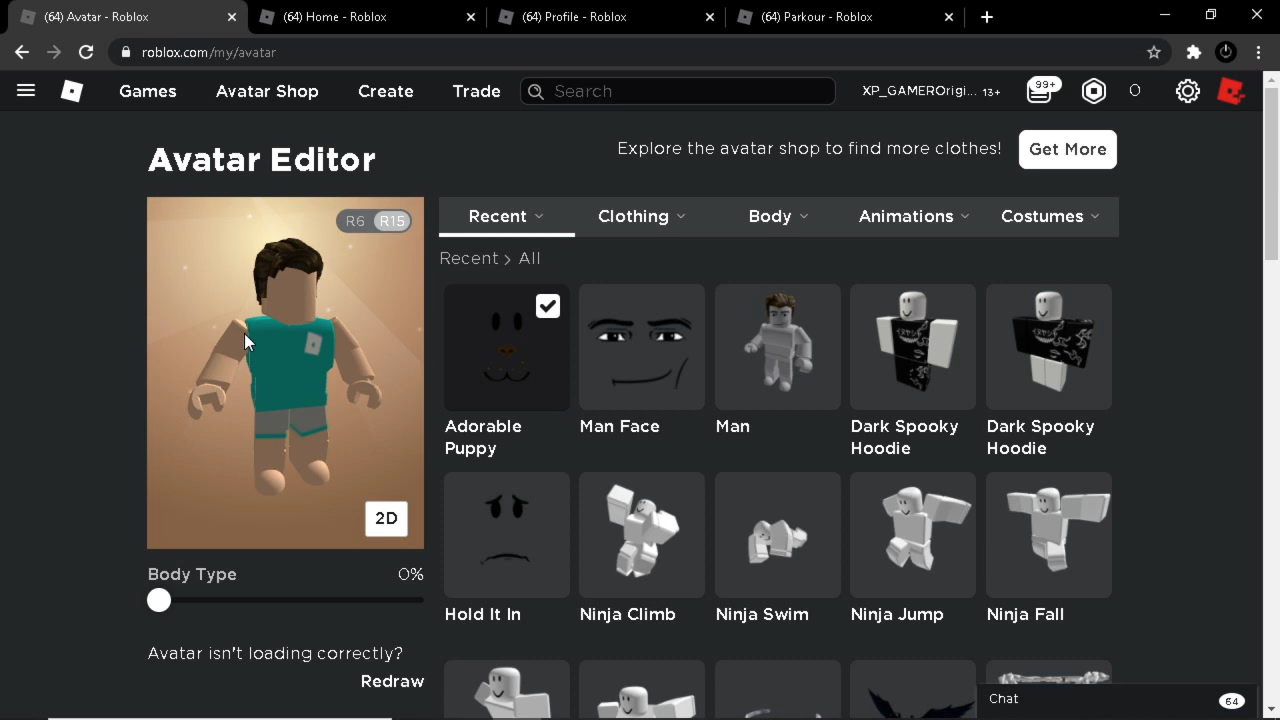 (64) Avatar - Roblox
(64) Home - Roblox
(64) Profile - Roblox
(64) Parkour - Roblox
roblox.com/my/avatar
Games
Avatar Shop
Create
Trade
Search
XP_GAMEROrigi... 13+
99+
0
Avatar Editor
Explore the avatar shop to find more clothes!
Get More
R6 R15
Recent
Clothing
Body
Animations
Costumes
Recent > All
Adorable
Puppy
Man Face
Man
Dark Spooky
Hoodie
Dark Spooky
Hoodie
2D
Body Type 0%
Hold It In
Ninja Climb
Ninja Swim
Ninja Jump
Ninja Fall
Avatar isn't loading correctly?
Redraw
Chat 64